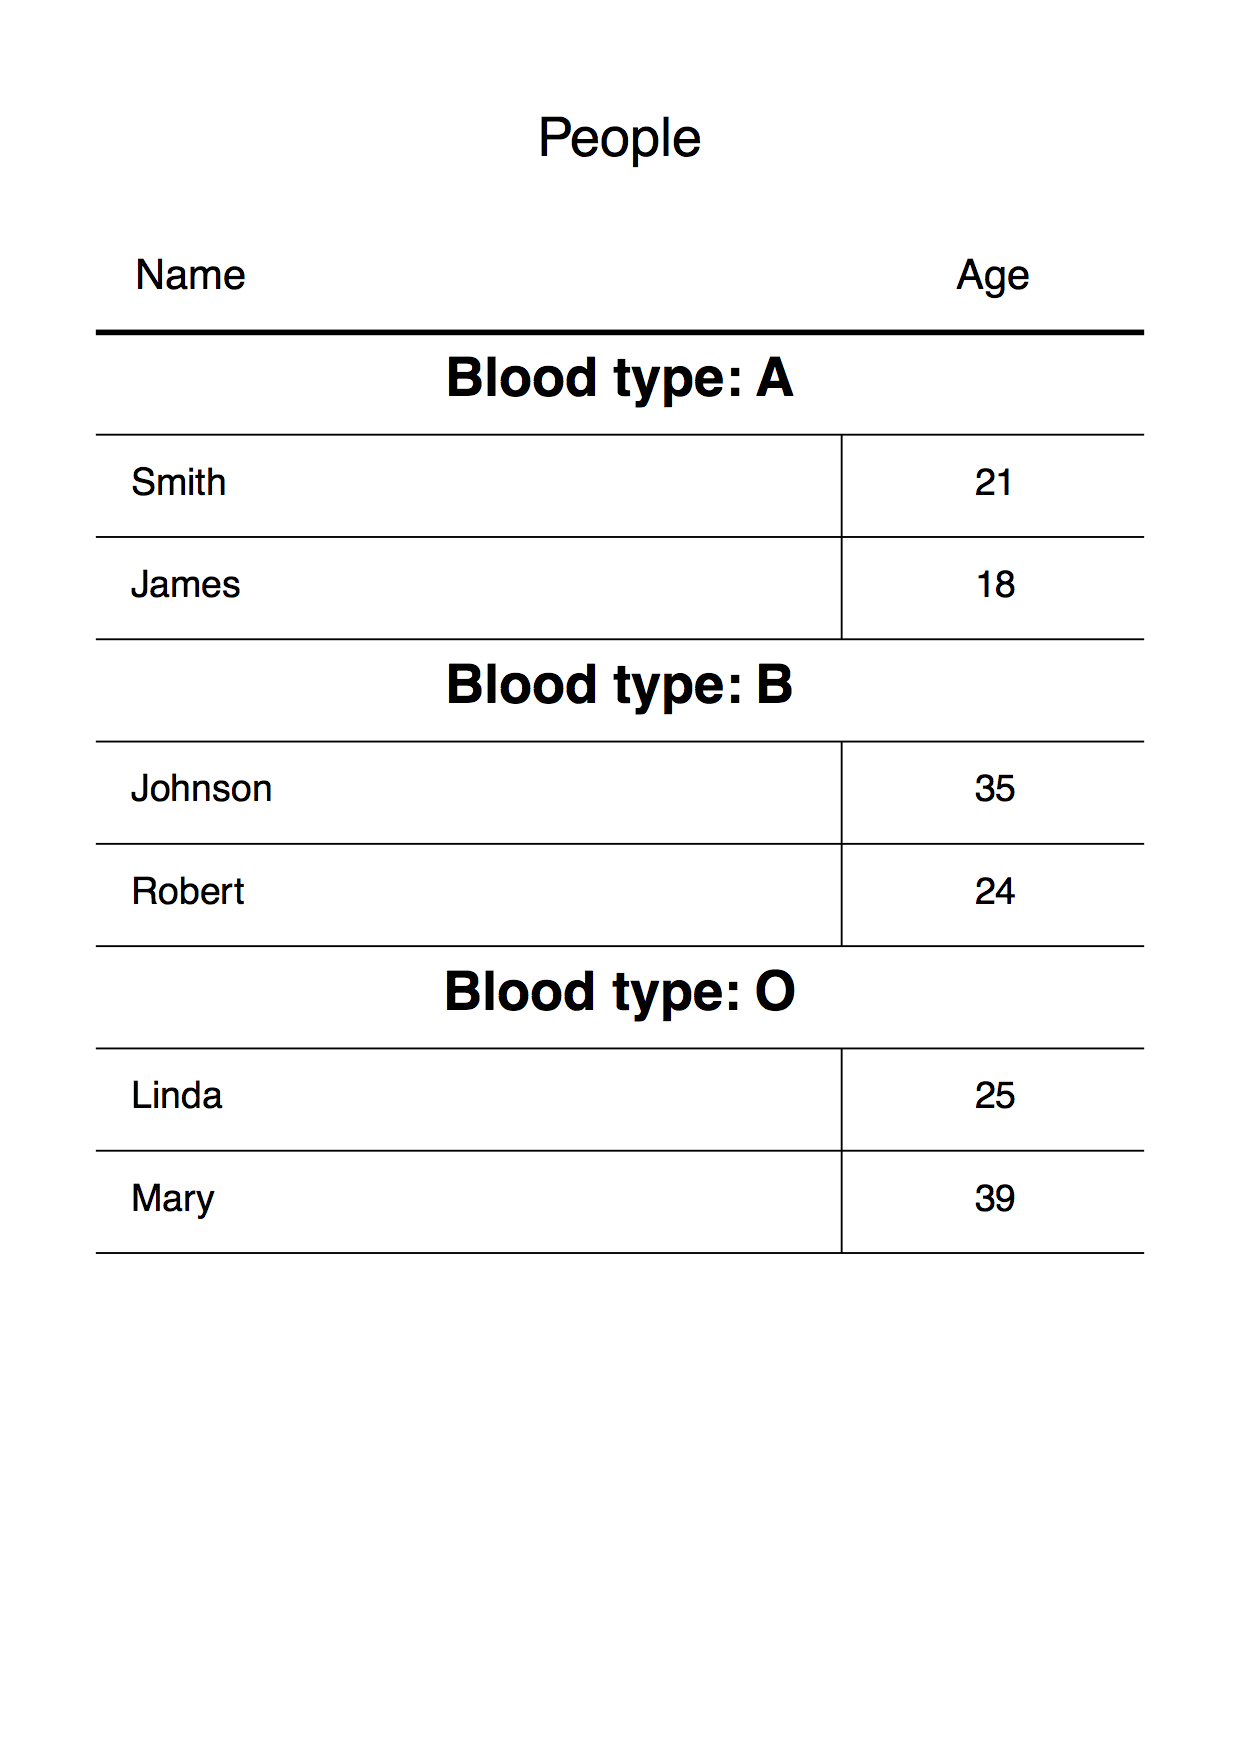 People
Name Age
Blood type: A
Smith 21
James 18
Blood type: B
Johnson 35
Robert 24
Blood type: O
Linda 25
Mary 39